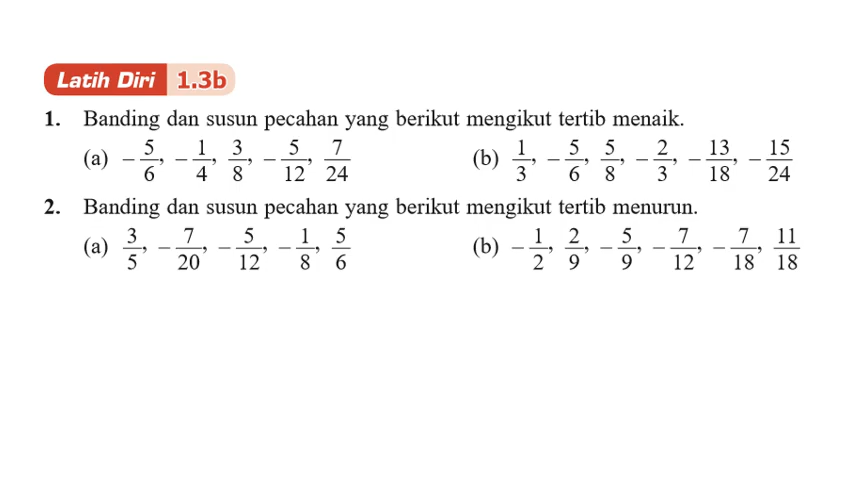 Latih Diri 1.3b
1. Banding dan susun pecahan yang berikut mengikut tertib menaik.
(a) −5/6, −1/4, 3/8, −5/12, 7/24 (b) 1/3, −5/6, 5/8, −2/3, −13/18, −15/24
2. Banding dan susun pecahan yang berikut mengikut tertib menurun.
(a) 3/5, −7/20, −5/12, −1/8, 5/6 (b) −1/2, 2/9, −5/9, −7/12, −7/18, 11/18